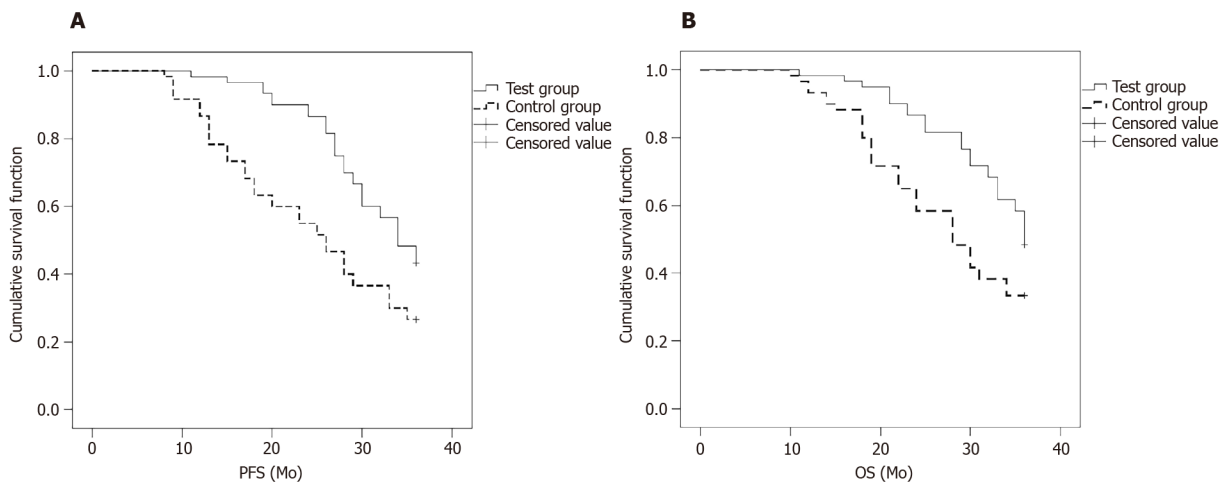 A
1.0
0.8
0.6
0.4
0.2
0.0
Cumulative survival function
0
10
20
30
40
PFS (Mo)
Test group
Control group
Censored value
Censored value
B
1.0
0.8
0.6
0.4
0.2
0.0
Cumulative survival function
0
10
20
30
40
OS (Mo)
Test group
Control group
Censored value
Censored value